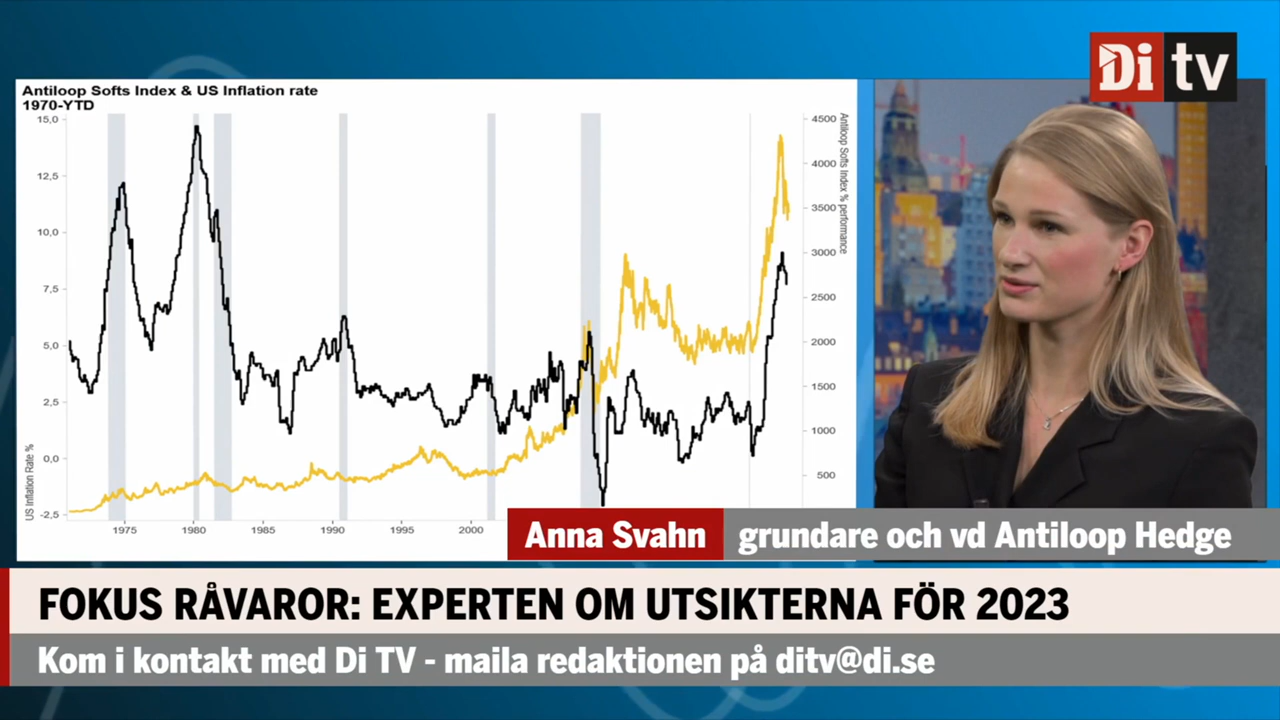 Di tv
Antiloop Softs Index & US Inflation rate
1970-YTD
15,0
12,5
10,0
7,5
5,0
2,5
0,0
-2,5
US Inflation Rate %
4500
4000
3500
3000
2500
2000
1500
1000
500
Antiloop Softs Index % performance
1975
1980
1985
1990
1995
2000
Anna Svahn
grundare och vd Antiloop Hedge
FOKUS RÅVAROR: EXPERTEN OM UTSIKTERNA FÖR 2023
Kom i kontakt med Di TV - maila redaktionen på ditv@di.se